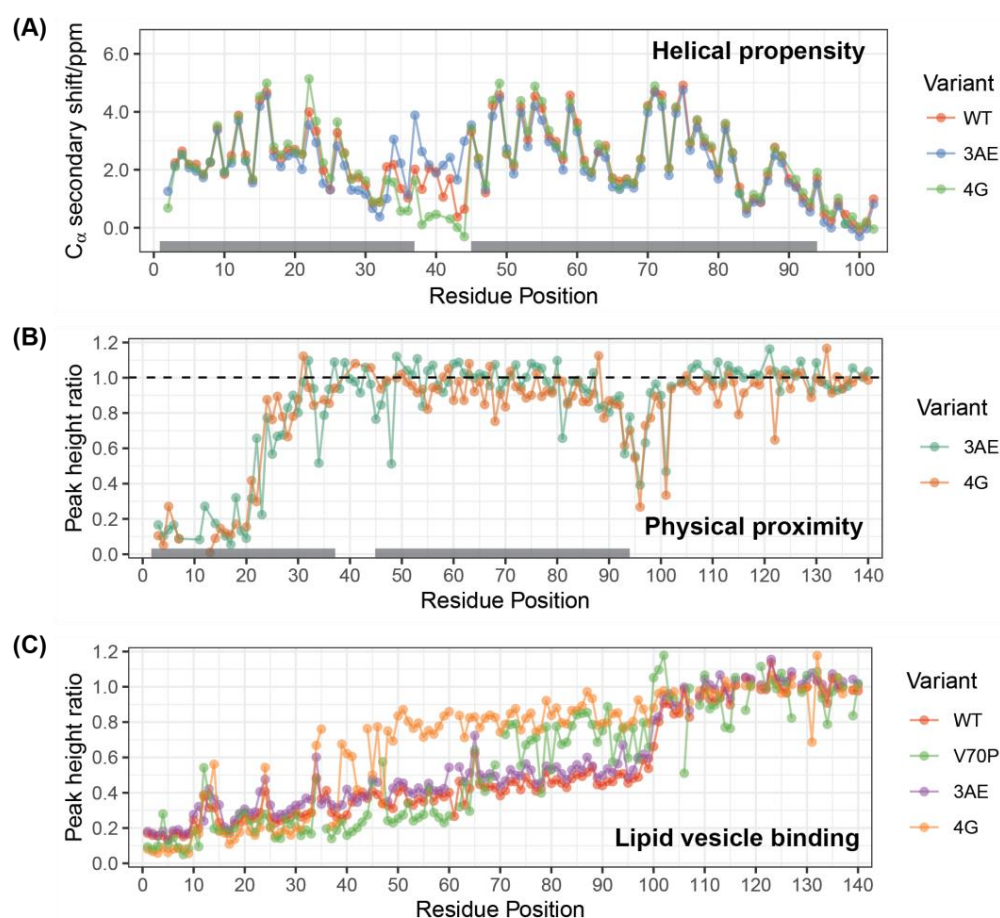 (A)
Helical propensity
Cα secondary shift/ppm
6.0
4.0
2.0
0.0
0 10 20 30 40 50 60 70 80 90 100
Residue Position
Variant
WT
3AE
4G
(B)
Peak height ratio
1.2
1.0
0.8
0.6
0.4
0.2
0.0
Physical proximity
0 10 20 30 40 50 60 70 80 90 100 110 120 130 140
Residue Position
Variant
3AE
4G
(C)
Peak height ratio
1.2
1.0
0.8
0.6
0.4
0.2
0.0
Lipid vesicle binding
0 10 20 30 40 50 60 70 80 90 100 110 120 130 140
Residue Position
Variant
WT
V70P
3AE
4G